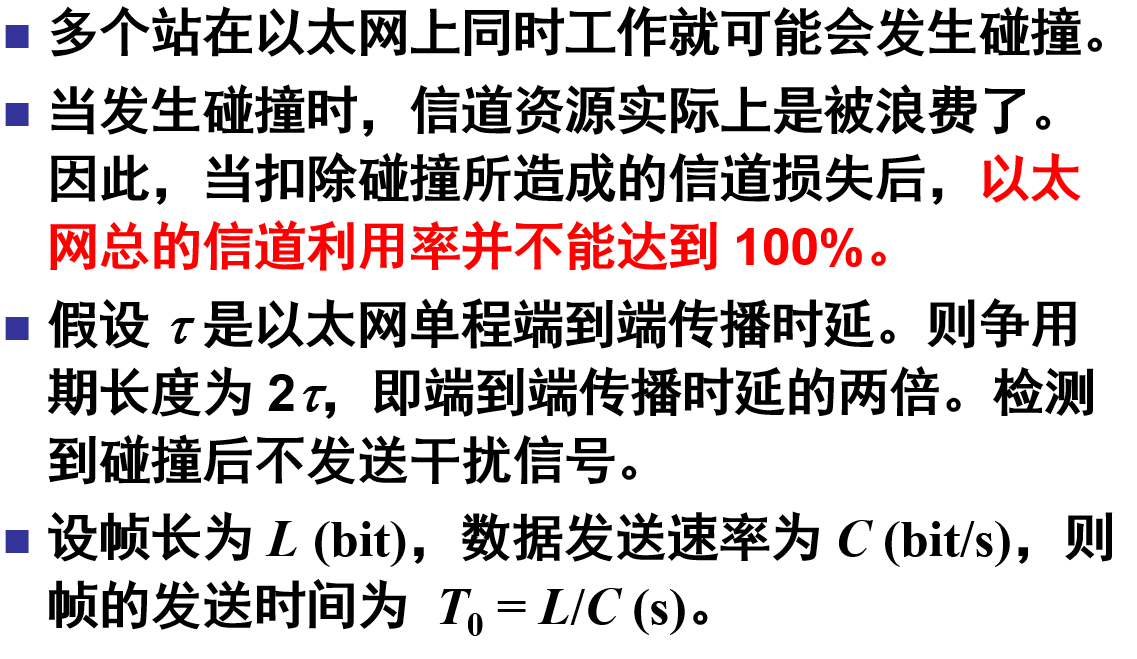 ■ 多个站在以太网上同时工作就可能会发生碰撞。
■ 当发生碰撞时，信道资源实际上是被浪费了。
因此，当扣除碰撞所造成的信道损失后，以太
网总的信道利用率并不能达到 100%。
■ 假设 τ 是以太网单程端到端传播时延。则争用
期长度为 2τ，即端到端传播时延的两倍。检测
到碰撞后不发送干扰信号。
■ 设帧长为 L (bit)，数据发送速率为 C (bit/s)，则
帧的发送时间为 T₀ = L/C (s)。